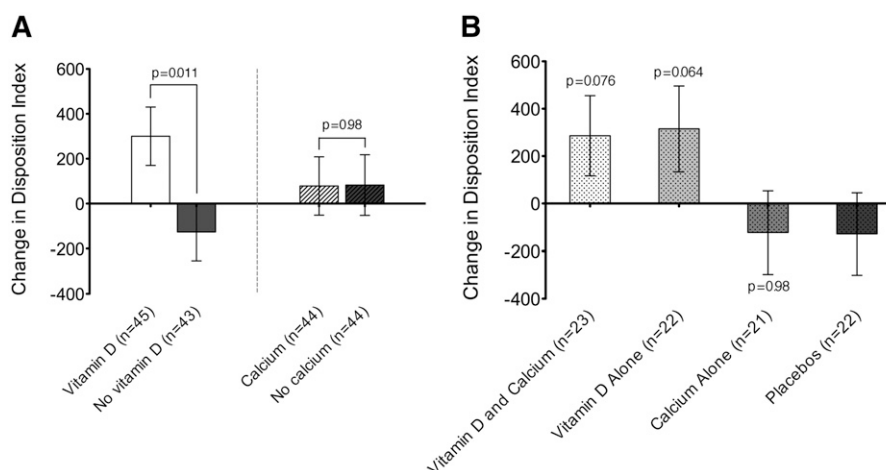 A
Change in Disposition Index
600
400
200
0
-200
-400
p=0.011
p=0.98
Vitamin D (n=45)
No vitamin D (n=43)
Calcium (n=44)
No calcium (n=44)
B
Change in Disposition Index
600
400
200
0
-200
-400
p=0.076
p=0.064
p=0.98
Vitamin D and Calcium (n=23)
Vitamin D Alone (n=22)
Calcium Alone (n=21)
Placebos (n=22)